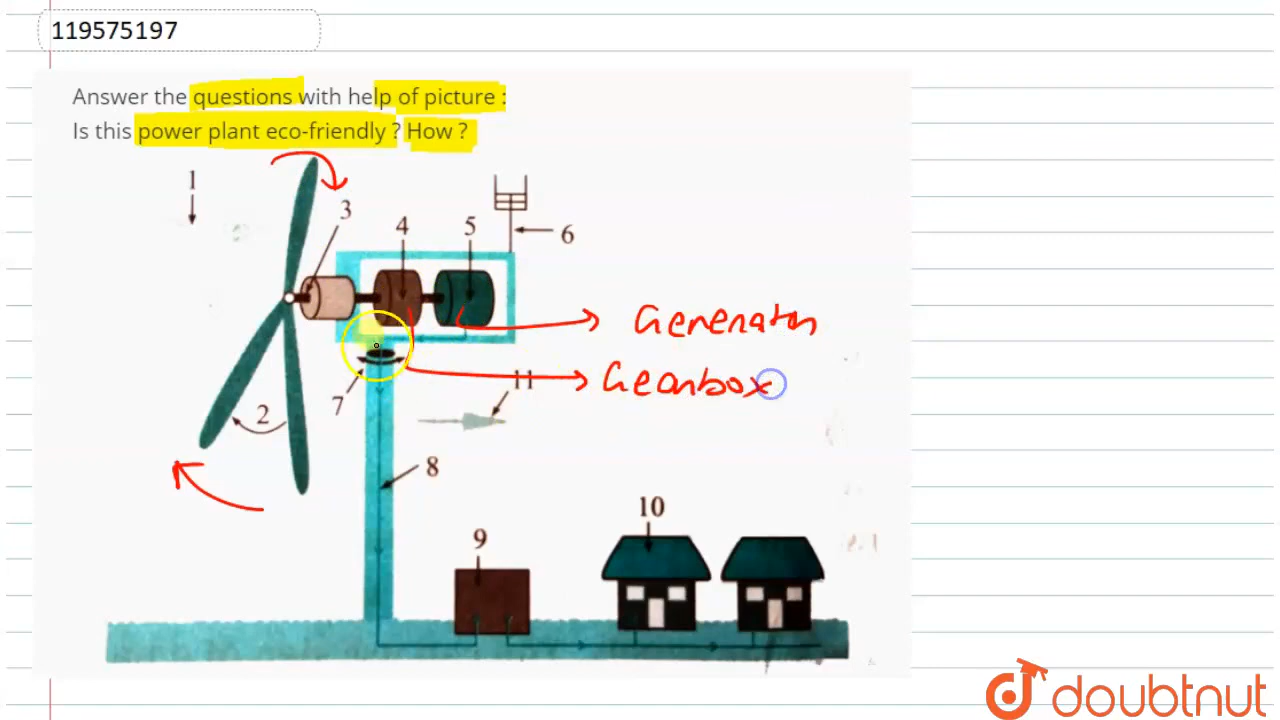 119575197
Answer the questions with help of picture :
Is this power plant eco-friendly ? How ?
1
3
4
5
6
Generator
Gearbox
7
11
2
8
10
9
doubtnut